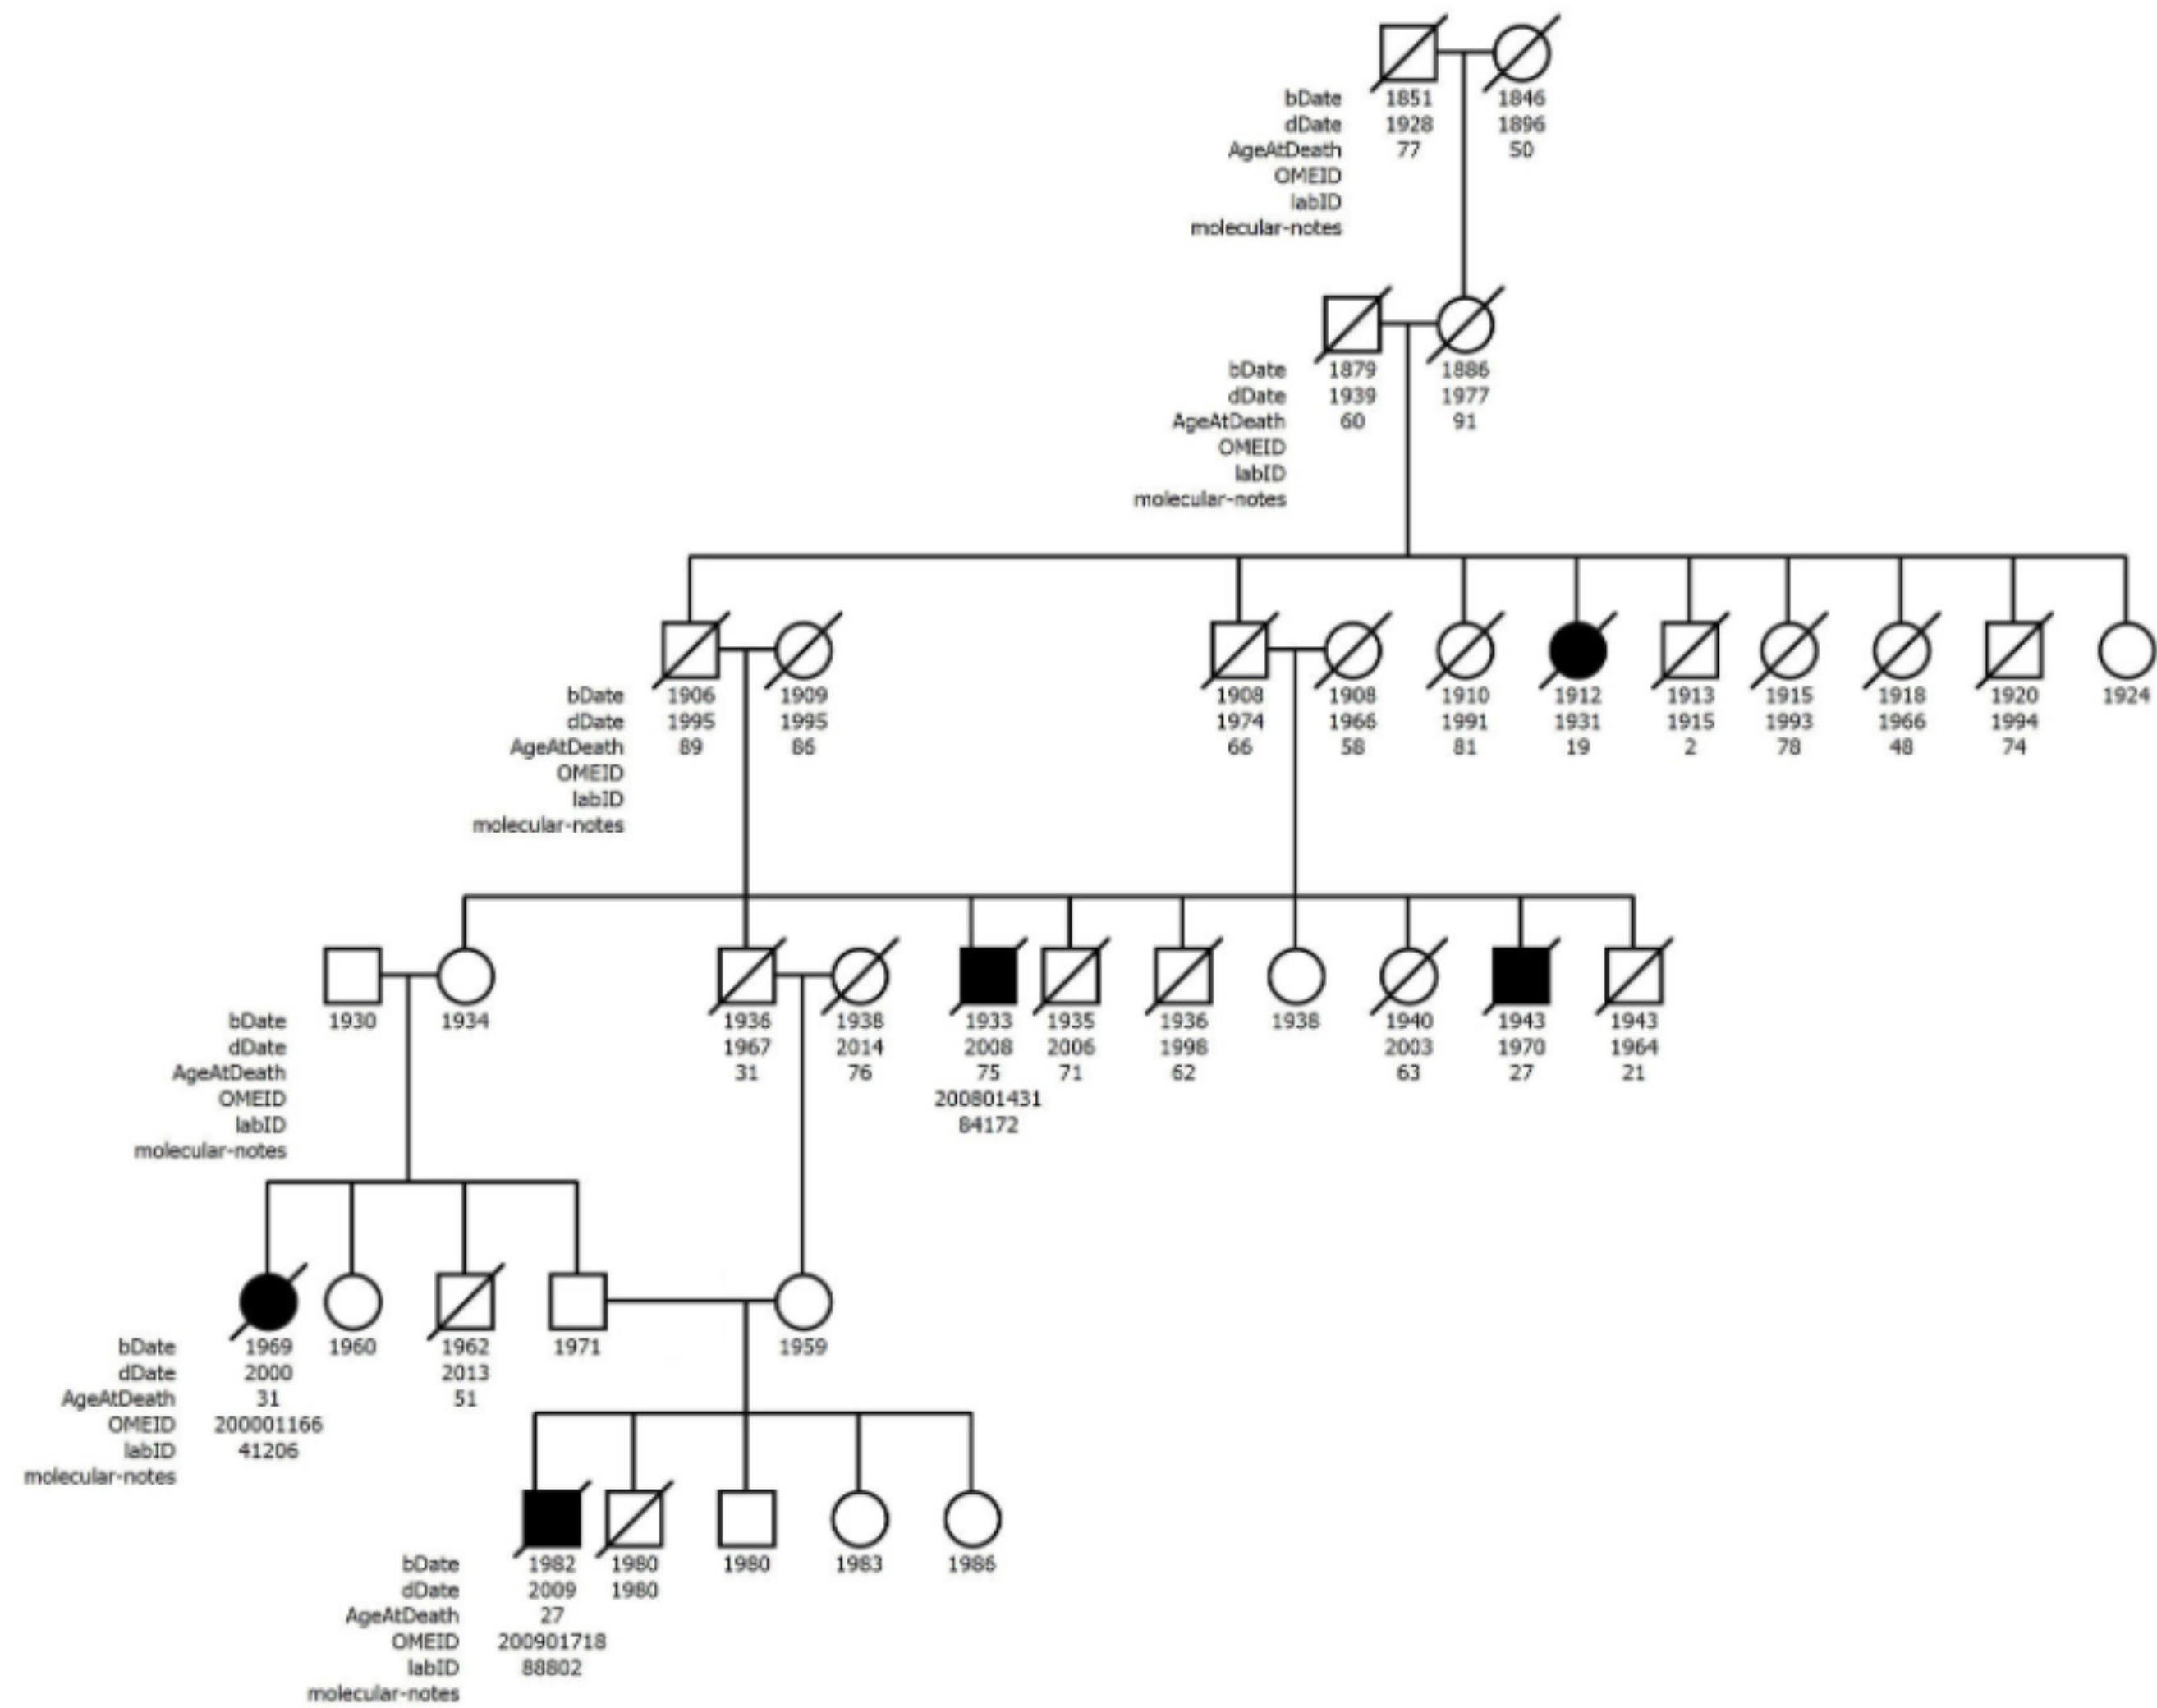 bDate 1851 1846
dDate 1928 1896
AgeAtDeath 77 50
OMEID
labID
molecular-notes
bDate 1879 1886
dDate 1939 1977
AgeAtDeath 60 91
OMEID
labID
molecular-notes
bDate 1906 1909 1908 1908 1910 1912 1913 1915 1918 1920 1924
dDate 1995 1995 1974 1966 1991 1931 1915 1993 1966 1994
AgeAtDeath 89 86 66 58 81 19 2 78 48 74
OMEID
labID
molecular-notes
bDate 1930 1934 1936 1938 1933 1935 1936 1938 1940 1943 1943
dDate 1967 2014 2008 2006 1998 2003 1970 1964
AgeAtDeath 31 76 75 71 62 63 27 21
OMEID 200801431
labID 84172
molecular-notes
bDate 1969 1960 1962 1971 1959
dDate 2000 2013
AgeAtDeath 31 51
OMEID 200001166
labID 41206
molecular-notes
bDate 1982 1980 1980 1983 1986
dDate 2009 1980
AgeAtDeath 27
OMEID 200901718
labID 88802
molecular-notes